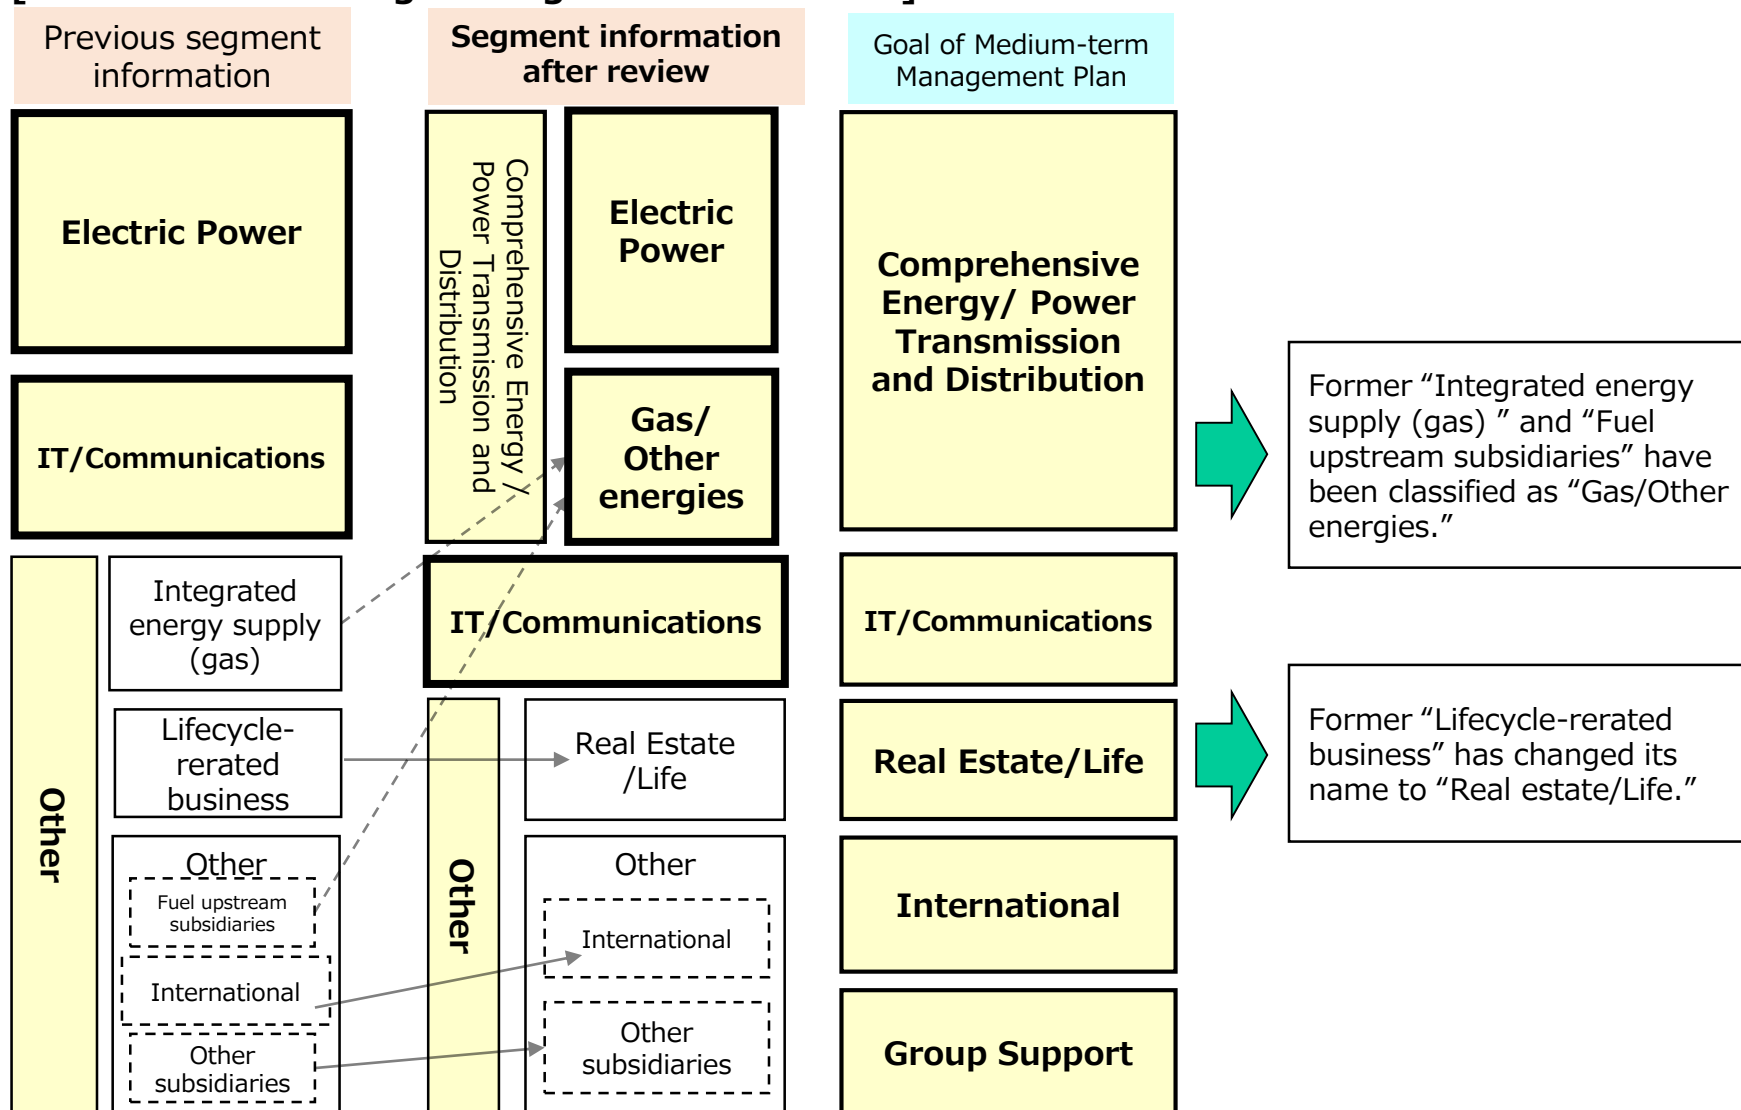 Previous segment
information
Segment information
after review
Goal of Medium-term
Management Plan
Electric Power
IT/Communications
Other
Integrated
energy supply
(gas)
Lifecycle-
rerated
business
Other
Fuel upstream
subsidiaries
International
Other
subsidiaries
Comprehensive Energy /
Power Transmission and
Distribution
Electric
Power
Gas/
Other
energies
IT/Communications
Other
Real Estate
/Life
Other
International
Other
subsidiaries
Comprehensive
Energy/ Power
Transmission
and Distribution
IT/Communications
Real Estate/Life
International
Group Support
Former “Integrated energy
supply (gas) ” and “Fuel
upstream subsidiaries” have
been classified as “Gas/Other
energies.”
Former “Lifecycle-rerated
business” has changed its
name to “Real estate/Life.”